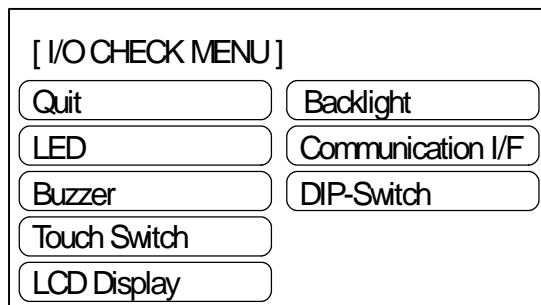 [ I/O CHECK MENU ]
Quit
Backlight
LED
Communication I/F
Buzzer
DIP-Switch
Touch Switch
LCD Display